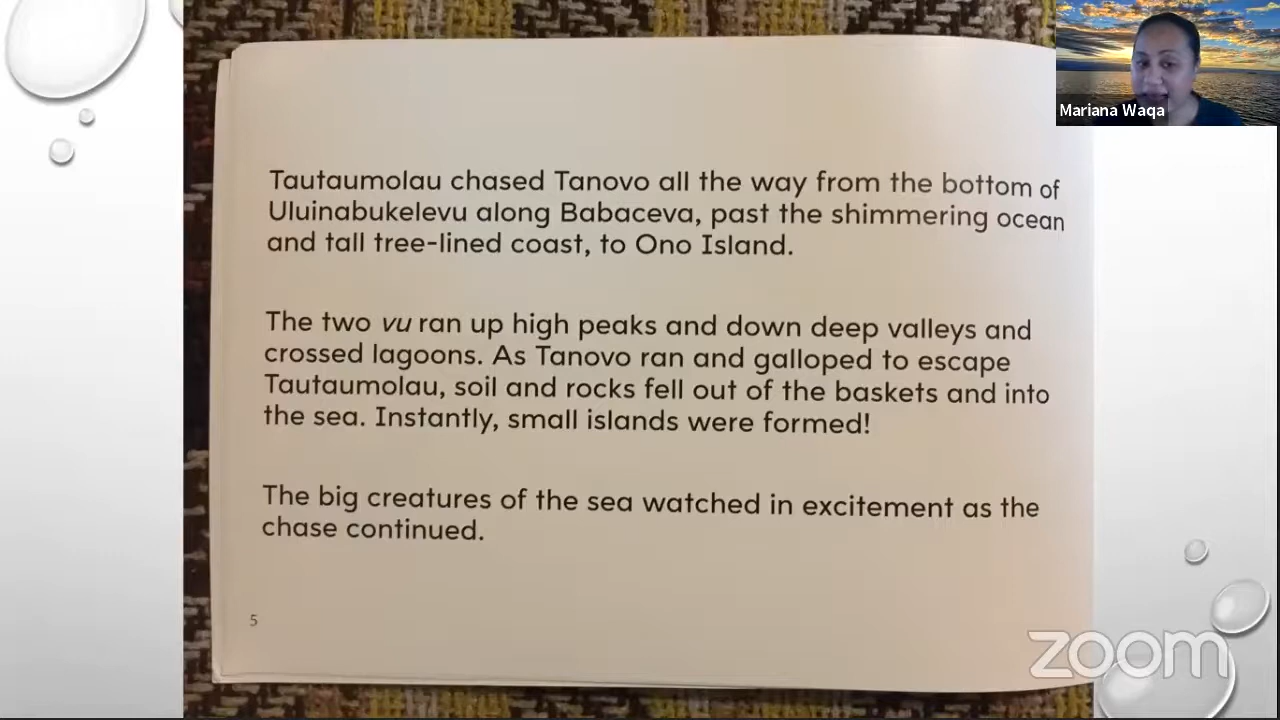 Tautaumolau chased Tanovo all the way from the bottom of
Uluinabukelevu along Babaceva, past the shimmering ocean
and tall tree-lined coast, to Ono Island.
The two vu ran up high peaks and down deep valleys and
crossed lagoons. As Tanovo ran and galloped to escape
Tautaumolau, soil and rocks fell out of the baskets and into
the sea. Instantly, small islands were formed!
The big creatures of the sea watched in excitement as the
chase continued.
5
Mariana Waqa
zoom